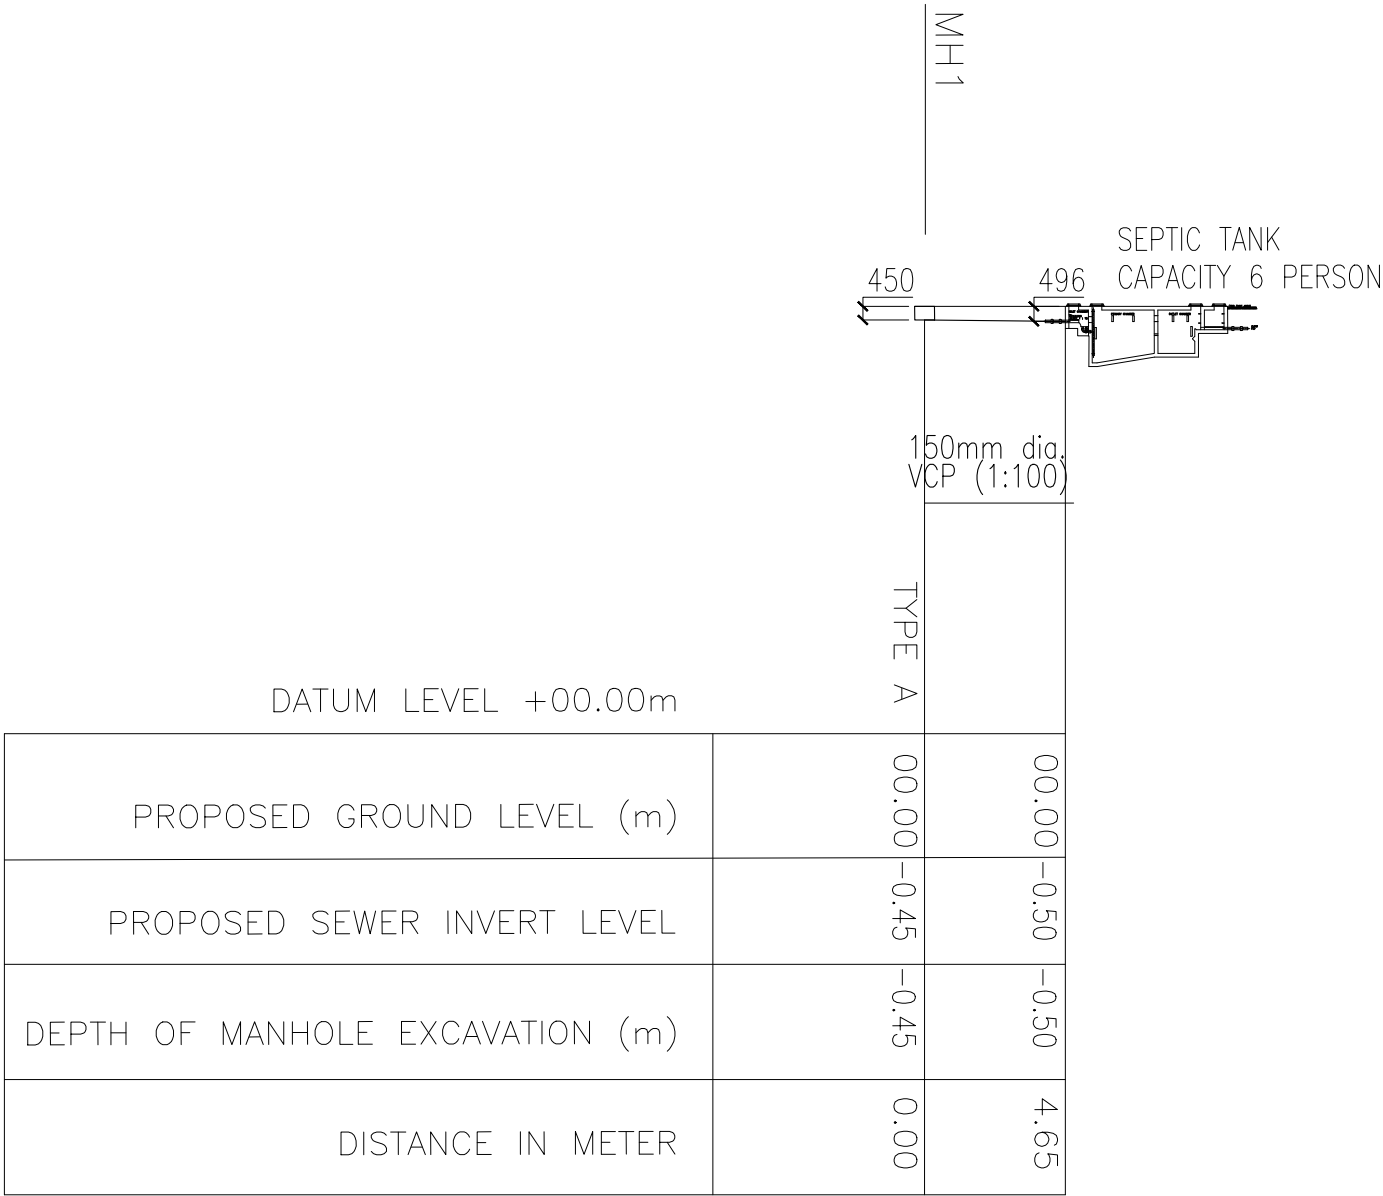 MH1
SEPTIC TANK
CAPACITY 6 PERSON
450
496
150mm dia.
VCP (1:100)
TYPE A
DATUM LEVEL +00.00m
PROPOSED GROUND LEVEL (m) 00.00 00.00
PROPOSED SEWER INVERT LEVEL -0.45 -0.50
DEPTH OF MANHOLE EXCAVATION (m) -0.45 -0.50
DISTANCE IN METER 0.00 4.65